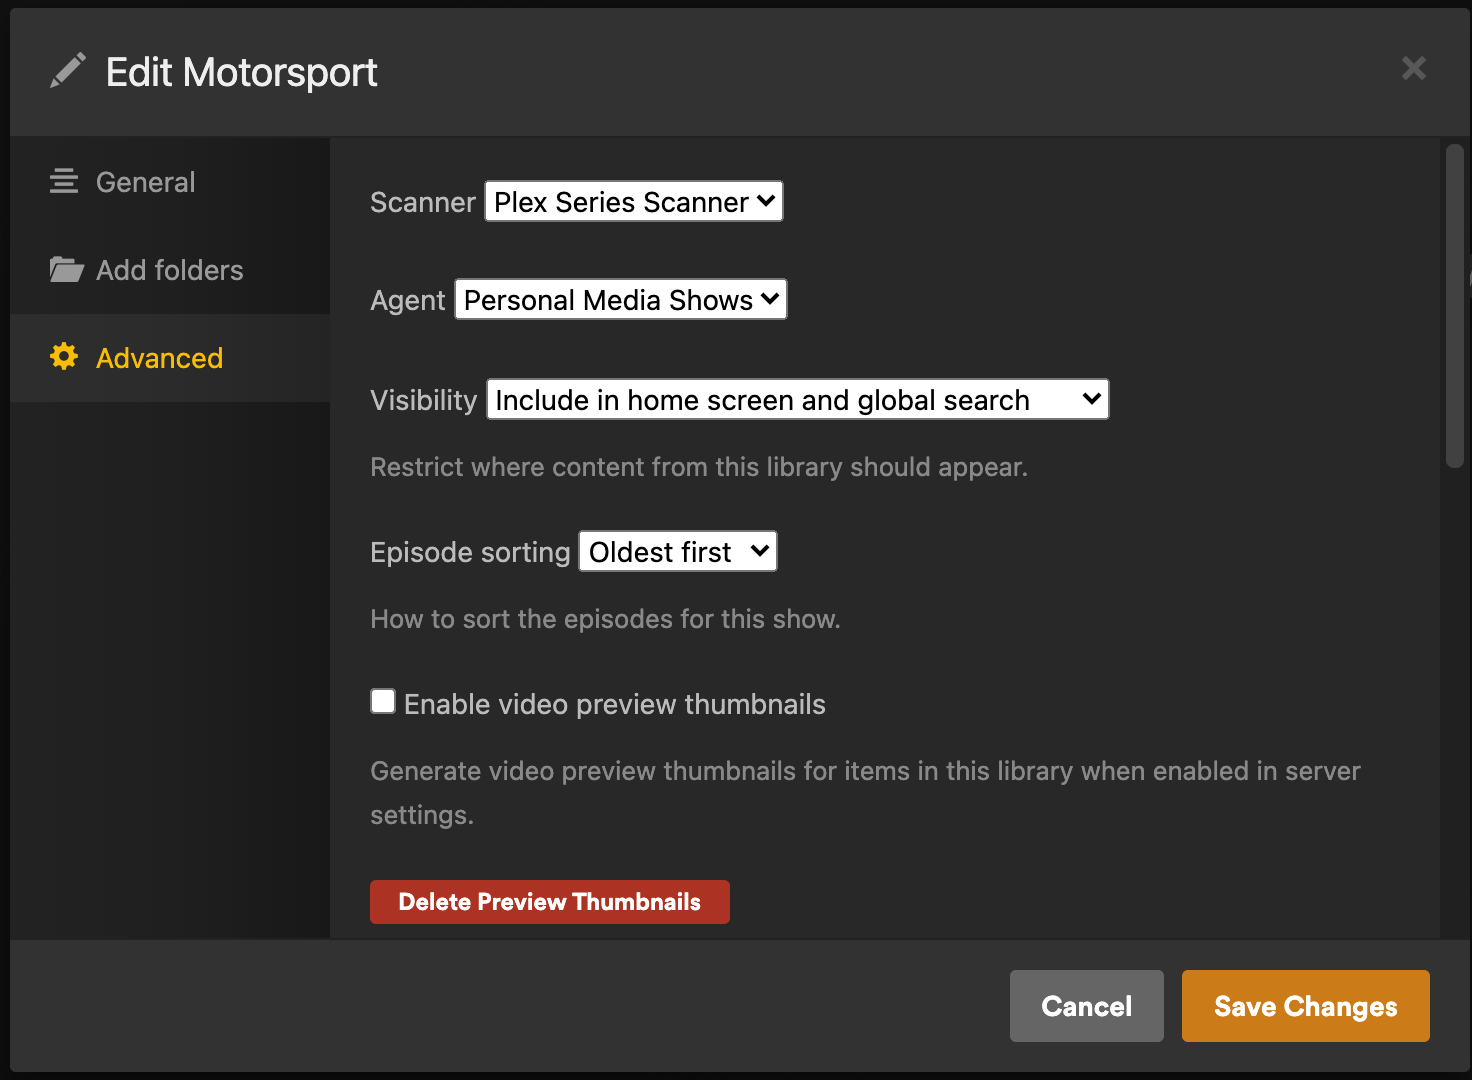 Edit Motorsport
General
Add folders
Advanced
Scanner Plex Series Scanner
Agent Personal Media Shows
Visibility Include in home screen and global search
Restrict where content from this library should appear.
Episode sorting Oldest first
How to sort the episodes for this show.
Enable video preview thumbnails
Generate video preview thumbnails for items in this library when enabled in server
settings.
Delete Preview Thumbnails
Cancel Save Changes